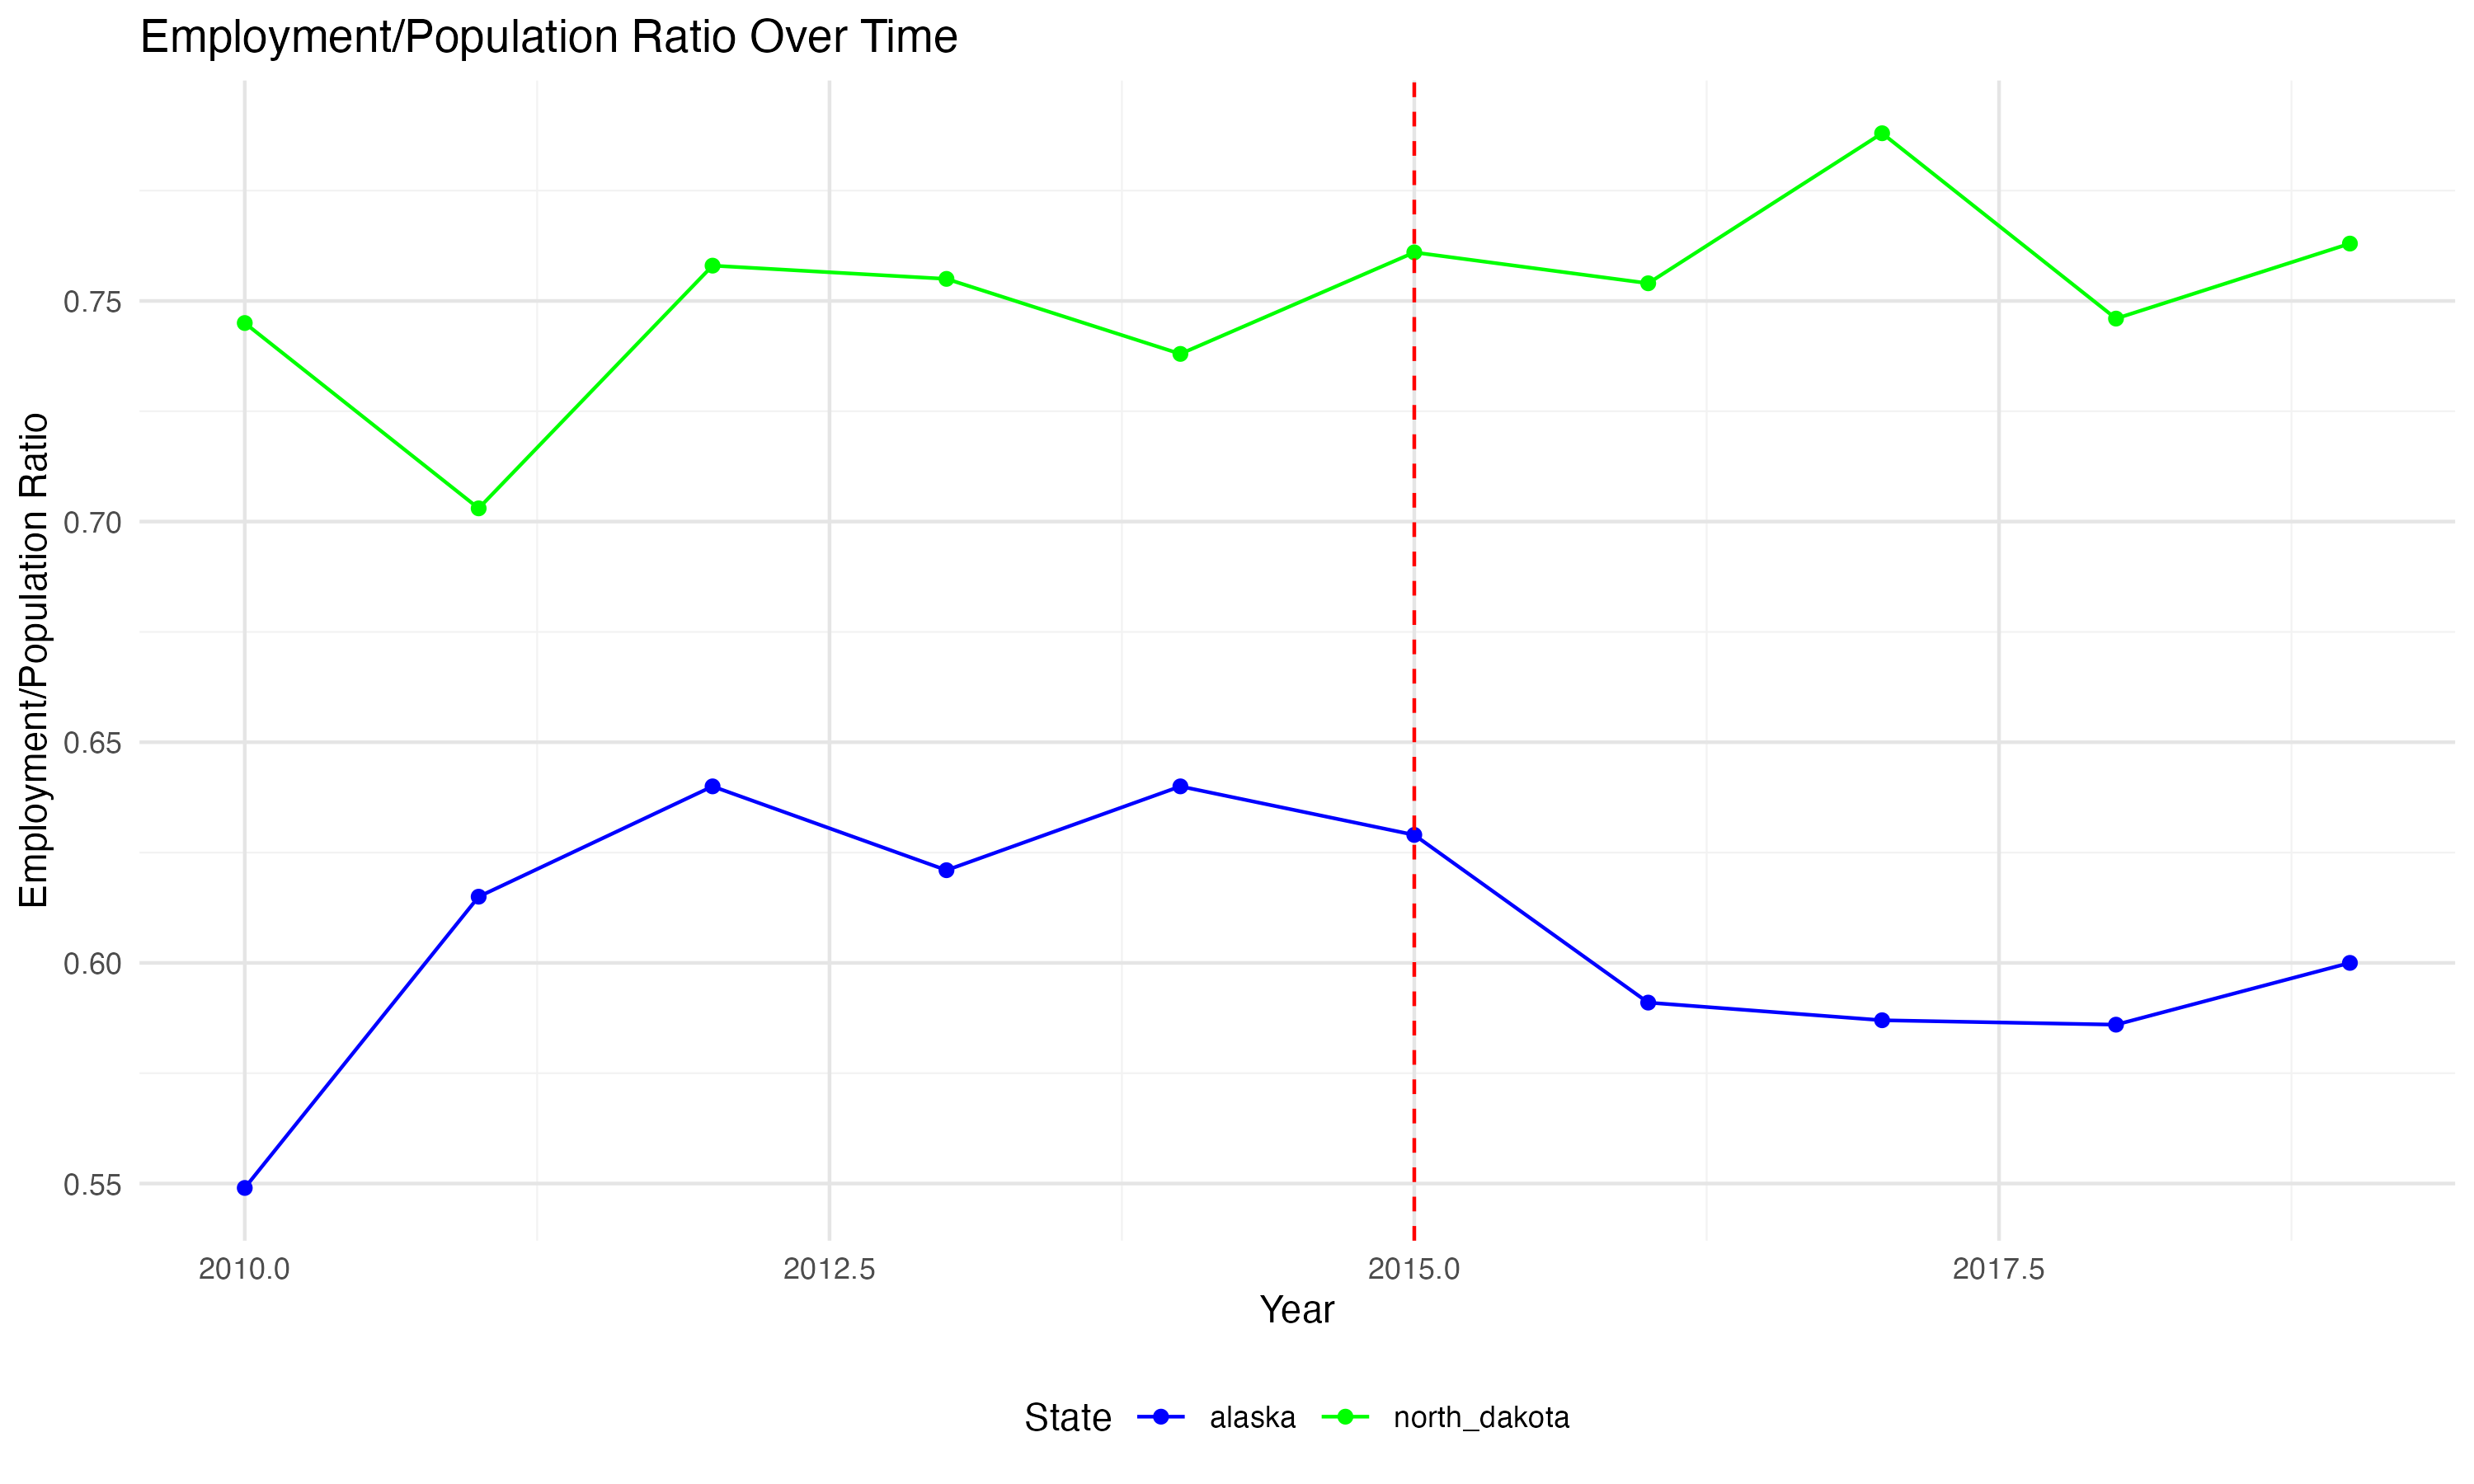 Employment/Population Ratio Over Time
Employment/Population Ratio
0.75
0.70
0.65
0.60
0.55
2010.0 2012.5 2015.0 2017.5
Year
State alaska north_dakota